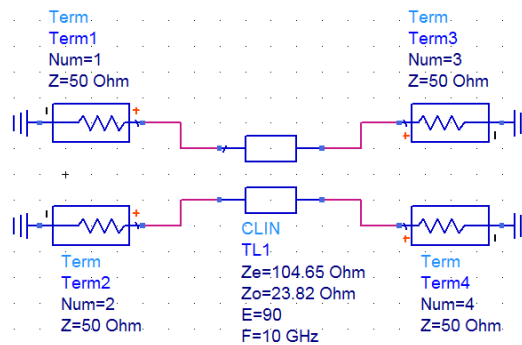 Term
Term1
Num=1
Z=50 Ohm
Term
Term3
Num=3
Z=50 Ohm
Term
Term2
Num=2
Z=50 Ohm
CLIN
TL1
Ze=104.65 Ohm
Zo=23.82 Ohm
E=90
F=10 GHz
Term
Term4
Num=4
Z=50 Ohm